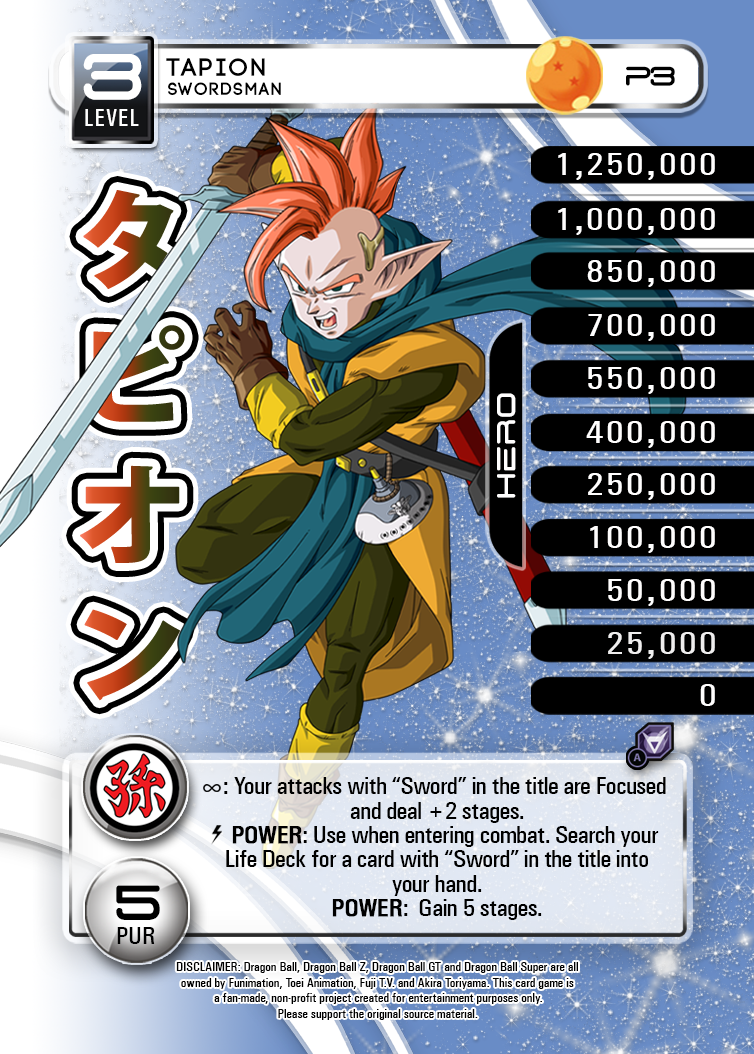 3
LEVEL
TAPION
SWORDSMAN
P3
タピオン
1,250,000
1,000,000
850,000
700,000
550,000
400,000
250,000
100,000
50,000
25,000
0
HERO
A
孫
∞: Your attacks with “Sword” in the title are Focused
and deal +2 stages.
POWER: Use when entering combat. Search your
Life Deck for a card with “Sword” in the title into
your hand.
POWER: Gain 5 stages.
5
PUR
DISCLAIMER: Dragon Ball, Dragon Ball Z, Dragon Ball GT and Dragon Ball Super are all
owned by Funimation, Toei Animation, Fuji T.V. and Akira Toriyama. This card game is
a fan-made, non-profit project created for entertainment purposes only.
Please support the original source material.